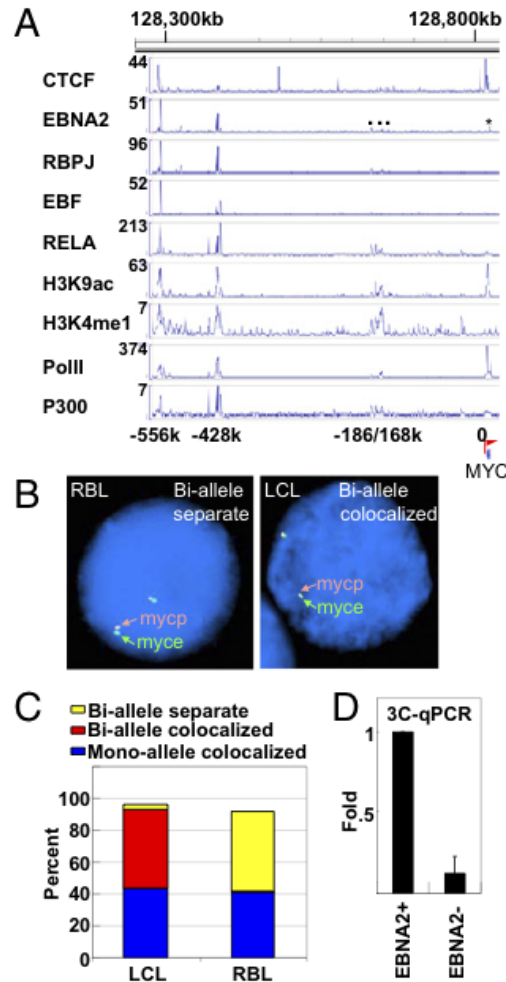 A
128,300kb 128,800kb
CTCF 44
EBNA2 51
*
RBPJ 96
EBF 52
RELA 213
H3K9ac 63
H3K4me1 7
PolII 374
P300 7
-556k -428k -186/168k 0
MYC
B
RBL Bi-allele separate
mycp
myce
LCL Bi-allele colocalized
mycp
myce
C
Bi-allele separate
Bi-allele colocalized
Mono-allele colocalized
Percent
100
80
60
40
20
0
LCL RBL
D
3C-qPCR
Fold
1
.5
EBNA2+ EBNA2-